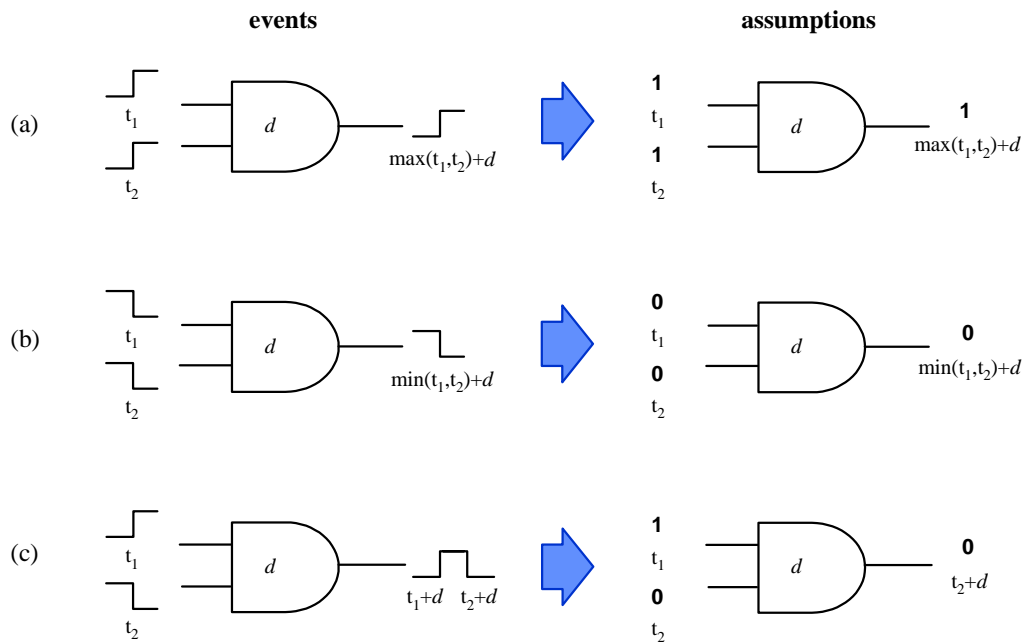 events assumptions
(a)
t1
t2
d
max(t1,t2)+d
1
t1
1
t2
d
1
max(t1,t2)+d
(b)
t1
t2
d
min(t1,t2)+d
0
t1
0
t2
d
0
min(t1,t2)+d
(c)
t1
t2
d
t1+d t2+d
1
t1
0
t2
d
0
t2+d